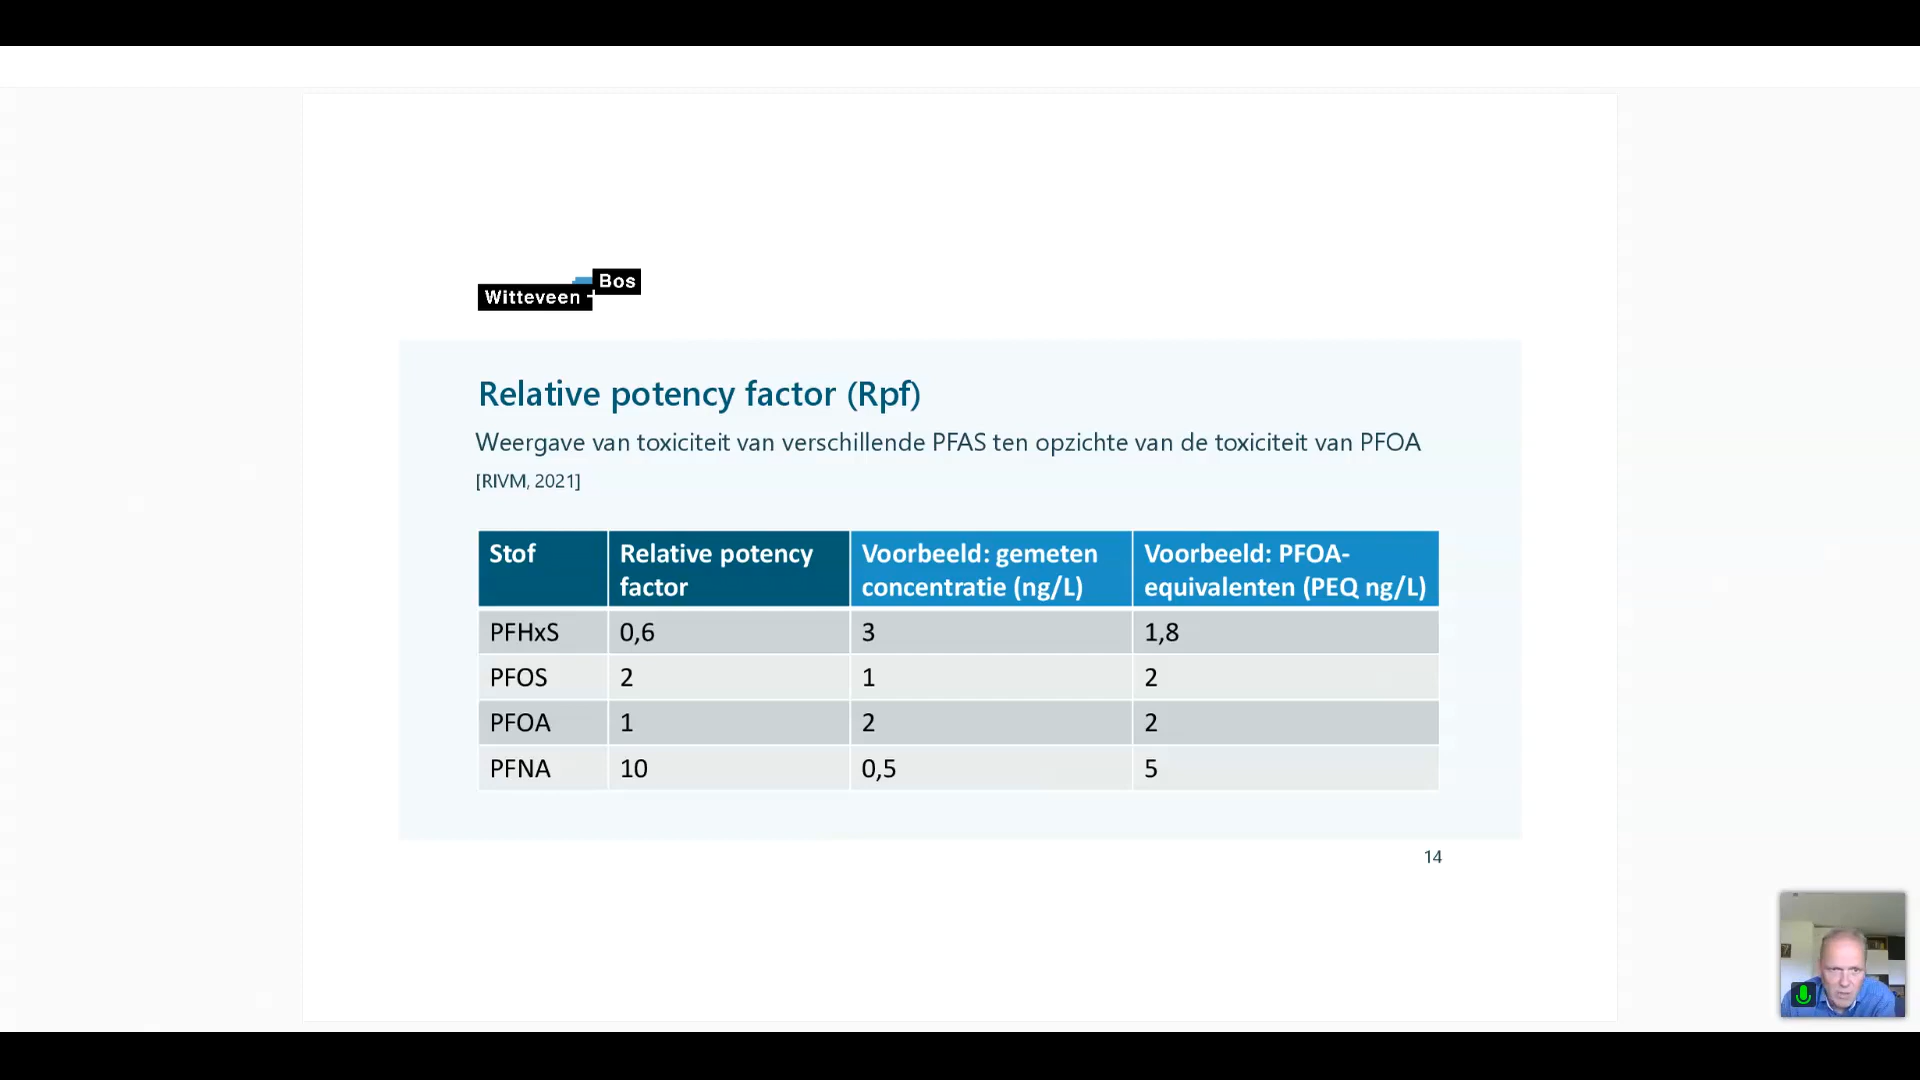 Witteveen + Bos
Relative potency factor (Rpf)
Weergave van toxiciteit van verschillende PFAS ten opzichte van de toxiciteit van PFOA
[RIVM, 2021]
Stof Relative potency factor Voorbeeld: gemeten concentratie (ng/L) Voorbeeld: PFOA-equivalenten (PEQ ng/L)
PFHxS 0,6 3 1,8
PFOS 2 1 2
PFOA 1 2 2
PFNA 10 0,5 5
14